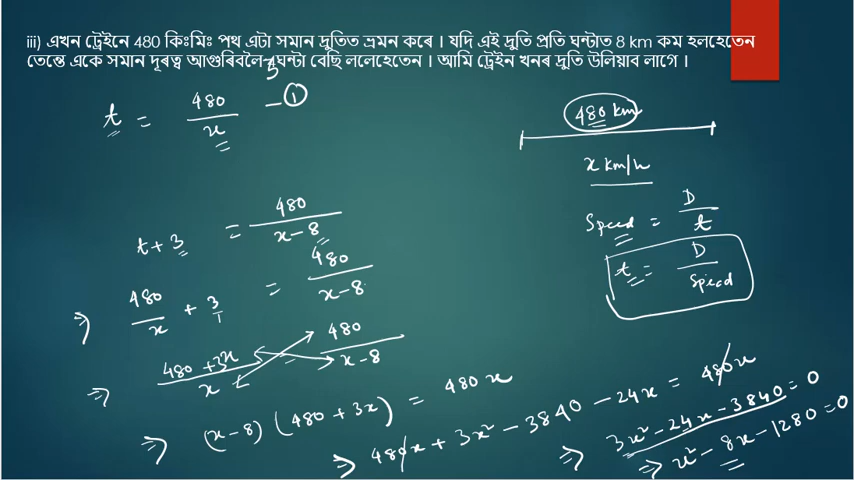 iii) এখন ট্ৰেইনে 480 কিঃমিঃ পথ এটা সমান দ্ৰুতিত ভ্ৰমন কৰে । যদি এই দ্ৰুতি প্ৰতি ঘন্টাত 8 km কম হলহেতেন
তেন্তে একে সমান দূৰত্ব আগুৰিবলৈ 3 ঘন্টা বেছি ললেহেতেন । আমি ট্ৰেইন খনৰ দ্ৰুতি উলিয়াব লাগে ।
t = 480/x - ①
480 km
x km/h
Speed = D/t
t = D/Speed
t + 3 = 480/x-8
⇒ 480/x + 3/1 = 480/x-8
⇒ 480+3x/x = 480/x-8
⇒ (x-8) (480 + 3x) = 480x
⇒ 480x + 3x² - 3840 - 24x = 480x
⇒ 3x² - 24x - 3840 = 0
⇒ x² - 8x - 1280 = 0